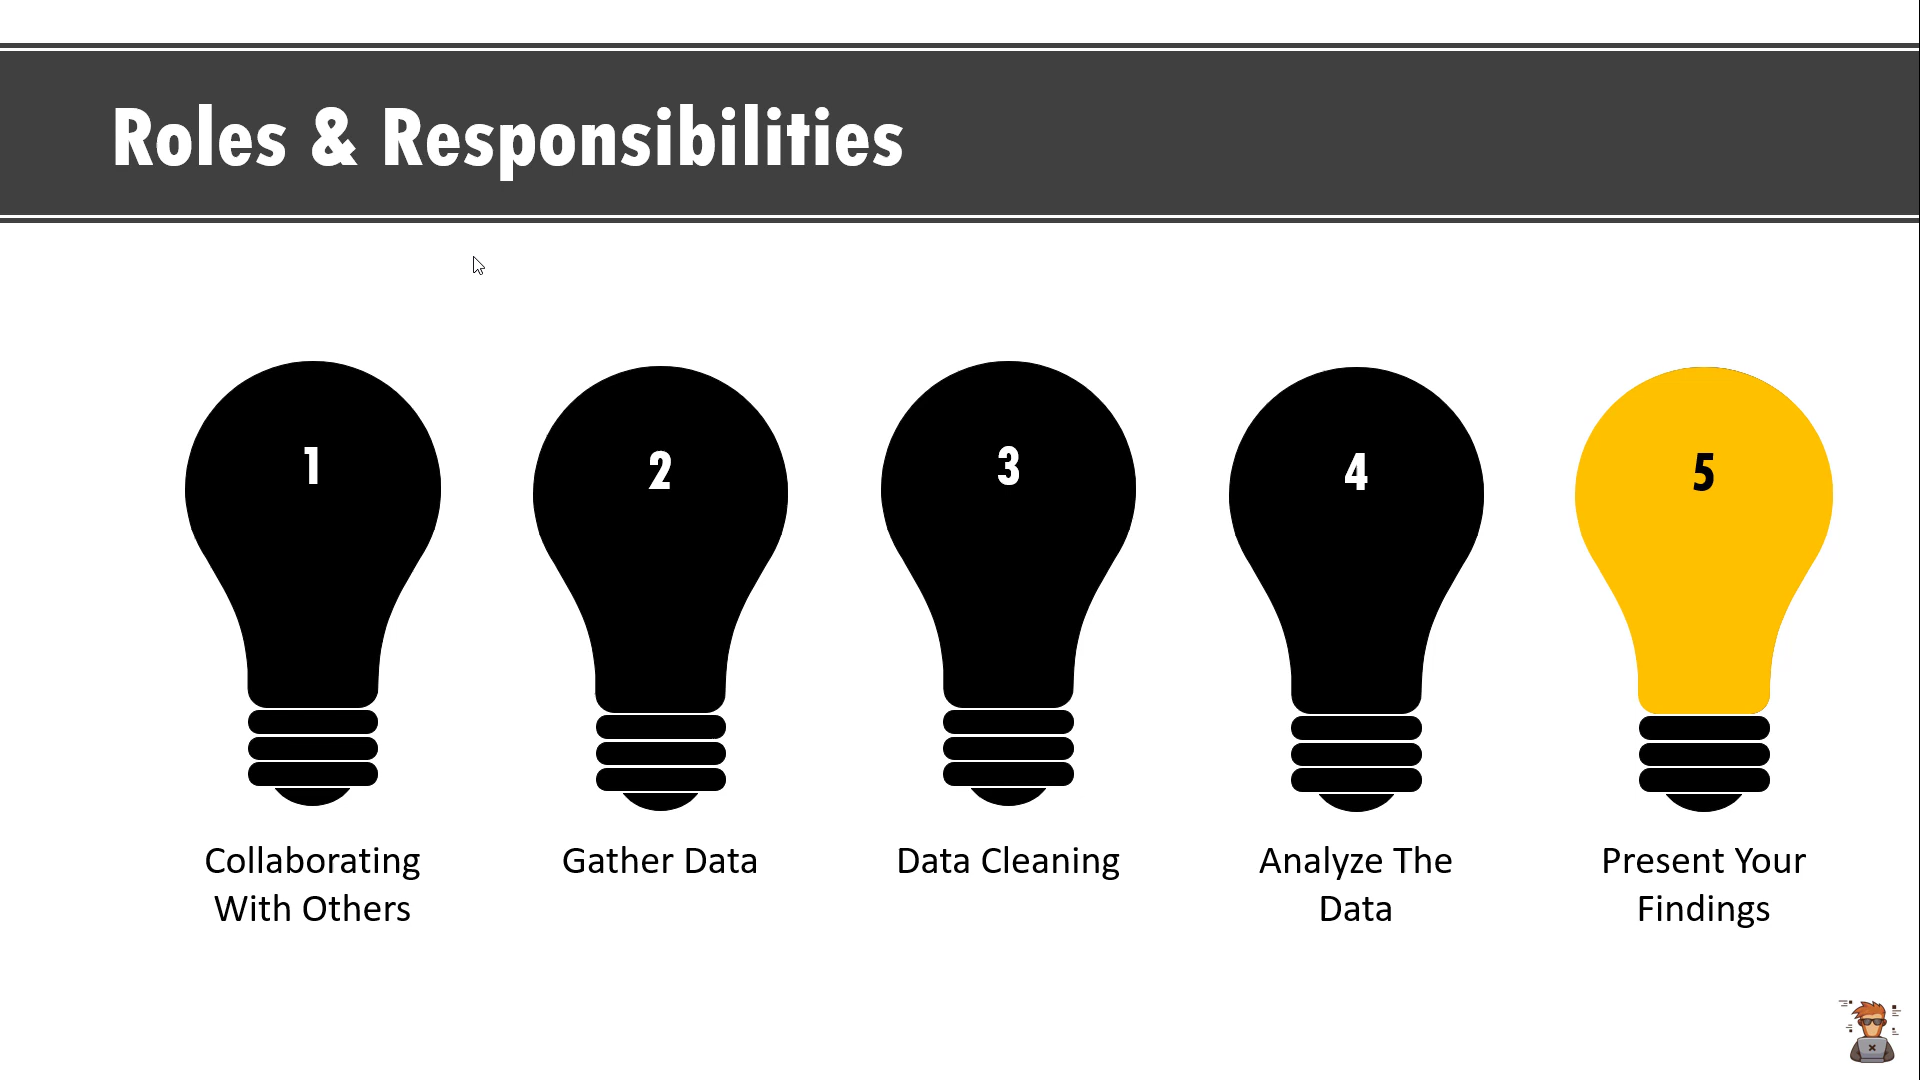 Roles & Responsibilities
1
2
3
4
5
Collaborating
With Others
Gather Data
Data Cleaning
Analyze The
Data
Present Your
Findings